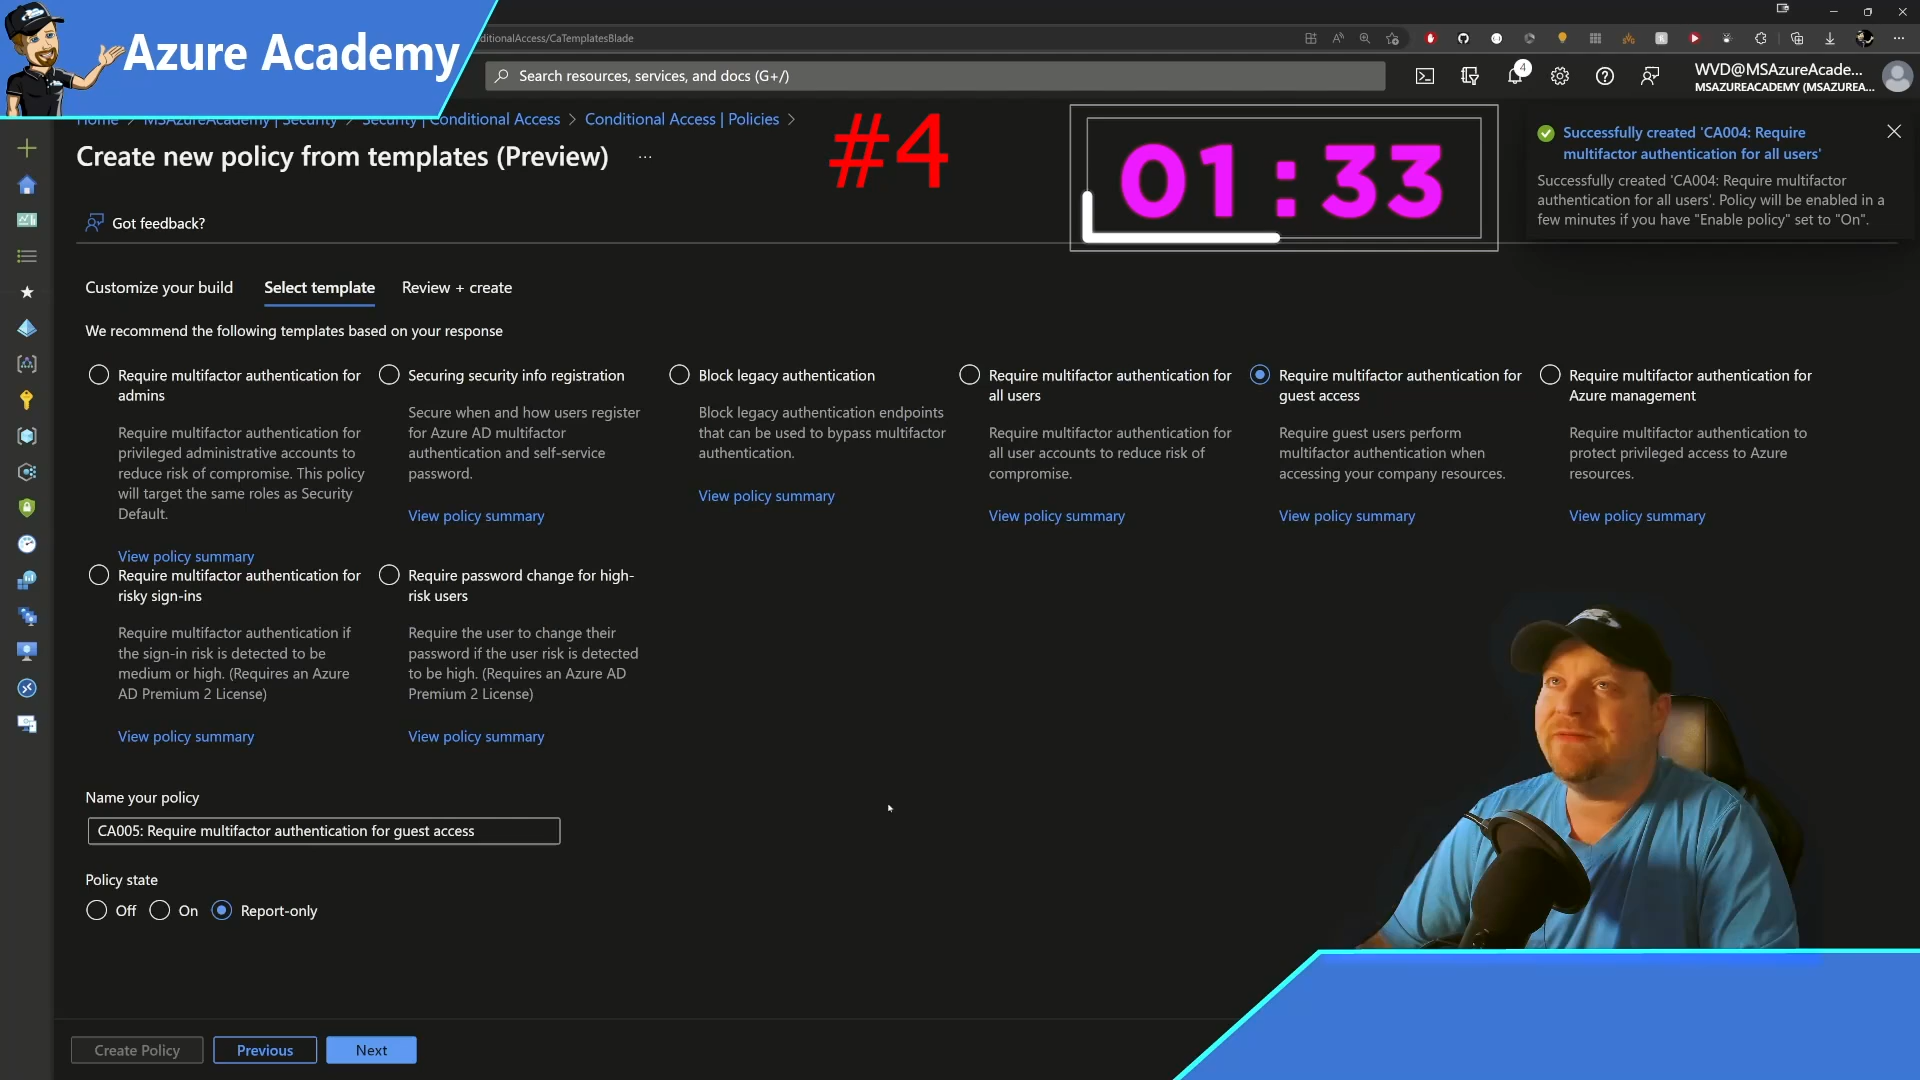 Azure Academy
ditionalAccess/CaTemplatesBlade
Search resources, services, and docs (G+/)
4
WVD@MSAzureAcade...
MSAZUREACADEMY (MSAZUREA...
Home > MSAzureAcademy | Security > Security | Conditional Access > Conditional Access | Policies >
Create new policy from templates (Preview) ...
#4
01:33
Successfully created 'CA004: Require
multifactor authentication for all users'
Successfully created 'CA004: Require multifactor
authentication for all users'. Policy will be enabled in a
few minutes if you have "Enable policy" set to "On".
Got feedback?
Customize your build
Select template
Review + create
We recommend the following templates based on your response
Require multifactor authentication for
admins
Require multifactor authentication for
privileged administrative accounts to
reduce risk of compromise. This policy
will target the same roles as Security
Default.
View policy summary
Securing security info registration
Secure when and how users register
for Azure AD multifactor
authentication and self-service
password.
View policy summary
Block legacy authentication
Block legacy authentication endpoints
that can be used to bypass multifactor
authentication.
View policy summary
Require multifactor authentication for
all users
Require multifactor authentication for
all user accounts to reduce risk of
compromise.
View policy summary
Require multifactor authentication for
guest access
Require guest users perform
multifactor authentication when
accessing your company resources.
View policy summary
Require multifactor authentication for
Azure management
Require multifactor authentication to
protect privileged access to Azure
resources.
View policy summary
Require multifactor authentication for
risky sign-ins
Require multifactor authentication if
the sign-in risk is detected to be
medium or high. (Requires an Azure
AD Premium 2 License)
View policy summary
Require password change for high-
risk users
Require the user to change their
password if the user risk is detected
to be high. (Requires an Azure AD
Premium 2 License)
View policy summary
Name your policy
CA005: Require multifactor authentication for guest access
Policy state
Off
On
Report-only
Create Policy
Previous
Next